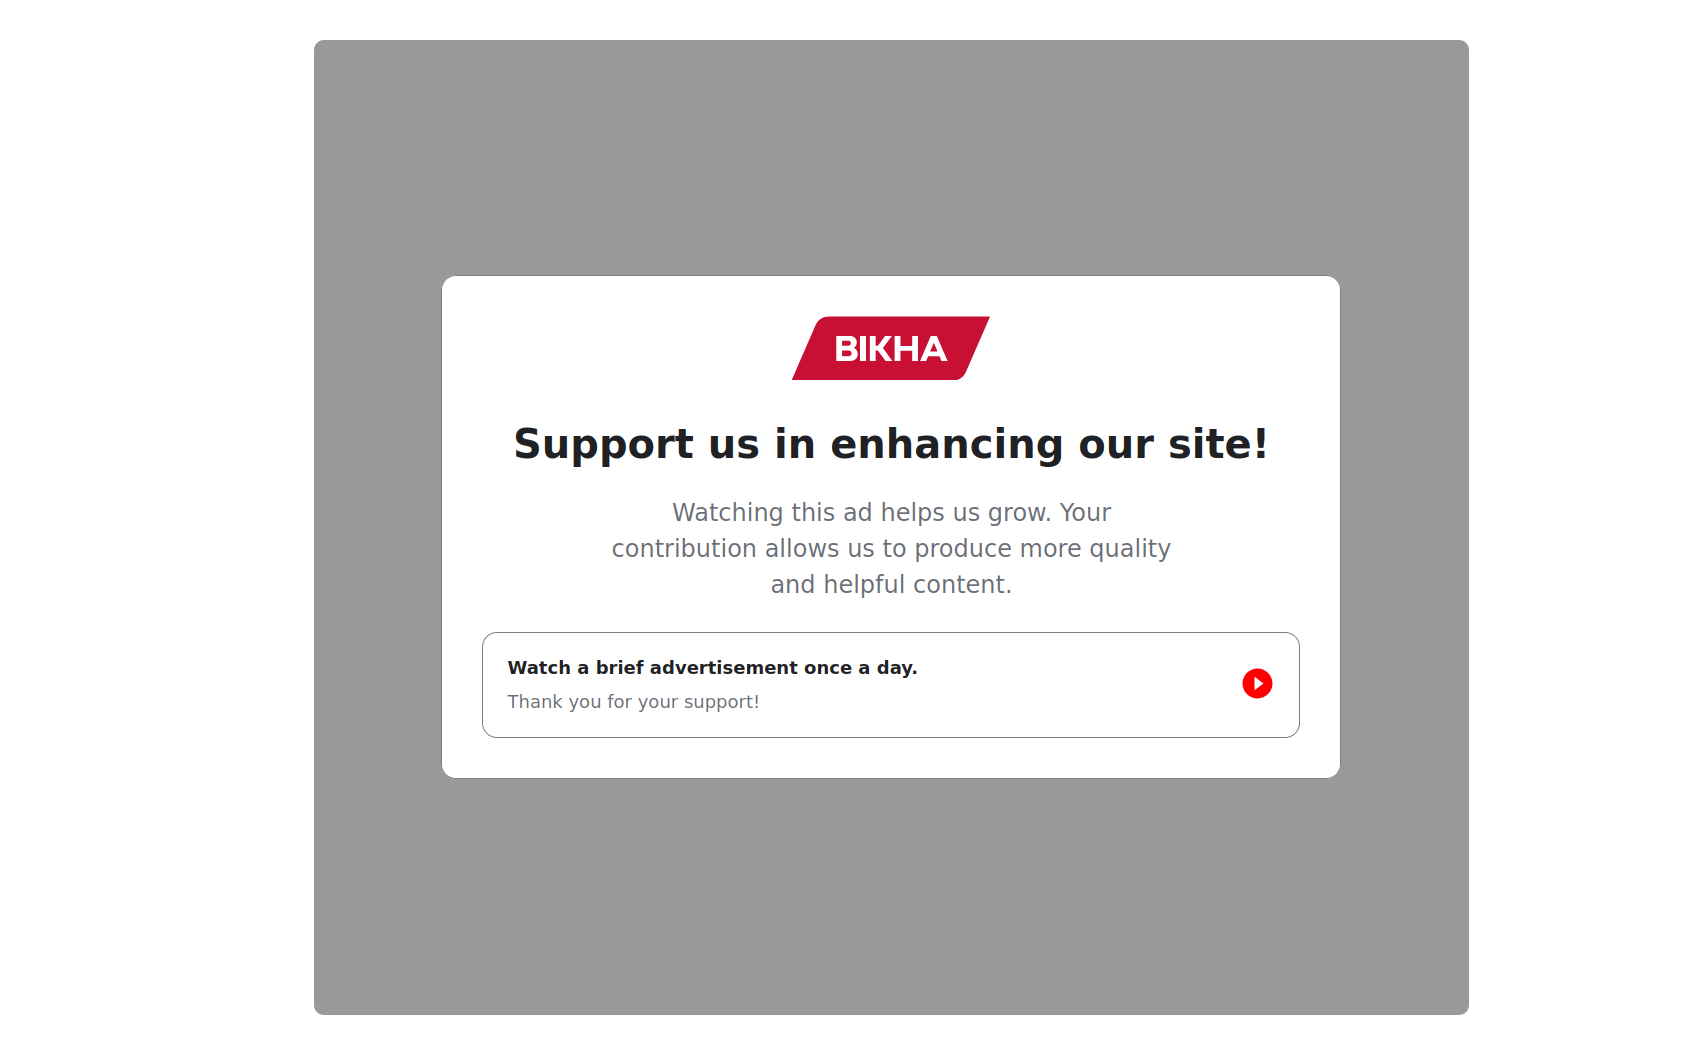 BIKHA
Support us in enhancing our site!
Watching this ad helps us grow. Your
contribution allows us to produce more quality
and helpful content.
Watch a brief advertisement once a day.
Thank you for your support!